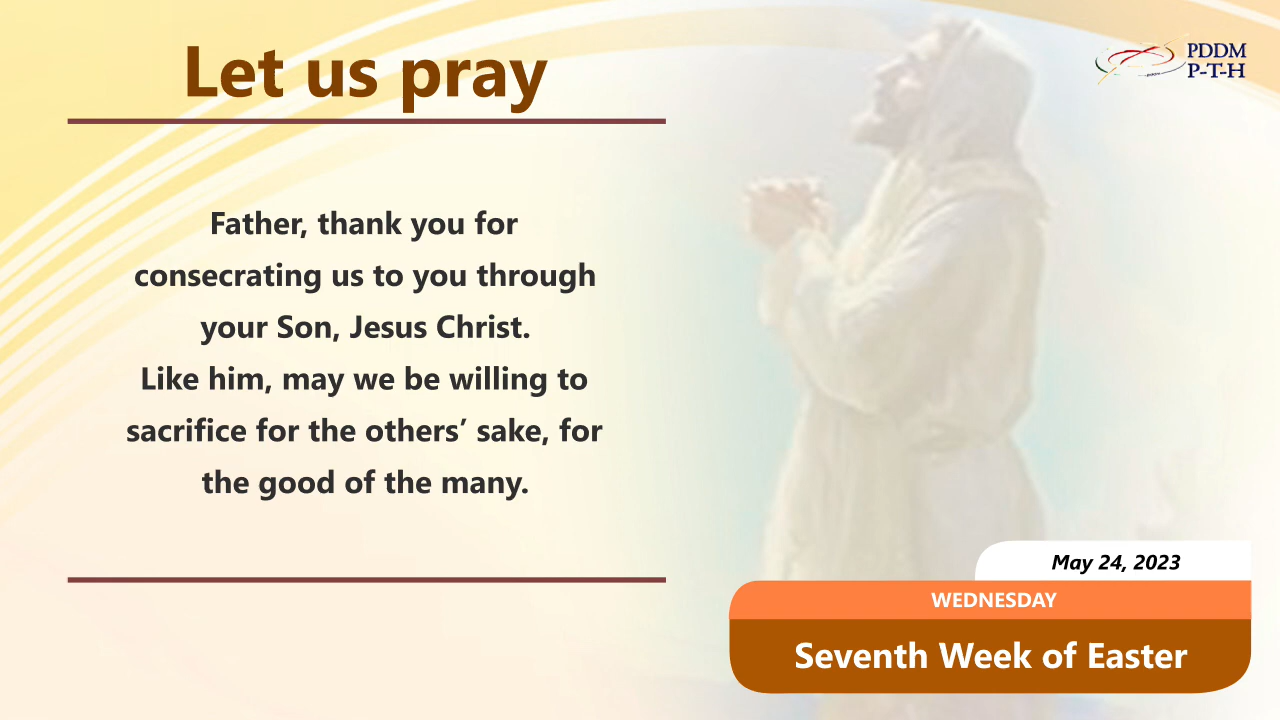 Let us pray
PDDM
P-T-H
Father, thank you for
consecrating us to you through
your Son, Jesus Christ.
Like him, may we be willing to
sacrifice for the others’ sake, for
the good of the many.
May 24, 2023
WEDNESDAY
Seventh Week of Easter